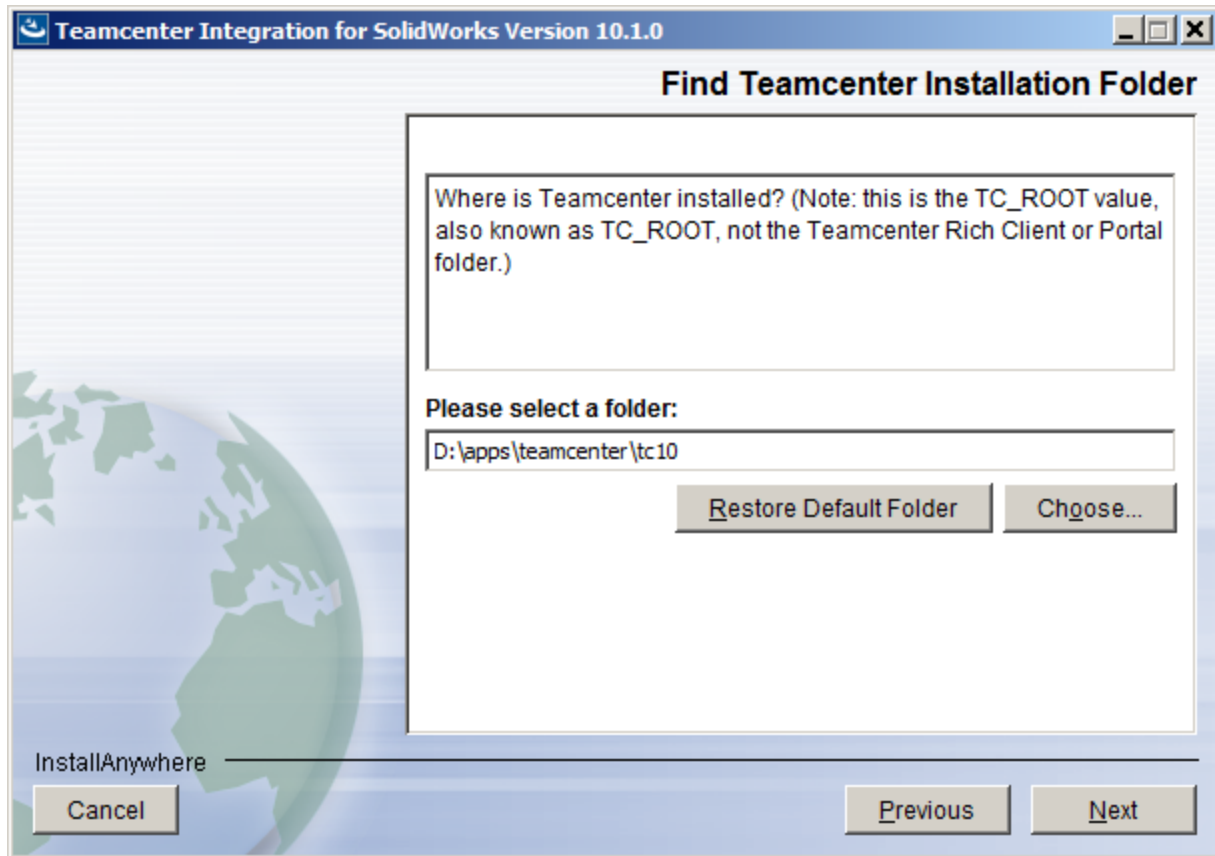 Teamcenter Integration for SolidWorks Version 10.1.0
Find Teamcenter Installation Folder
Where is Teamcenter installed? (Note: this is the TC_ROOT value,
also known as TC_ROOT, not the Teamcenter Rich Client or Portal
folder.)
Please select a folder:
D:\apps\teamcenter\tc10
Restore Default Folder
Choose...
InstallAnywhere
Cancel
Previous
Next